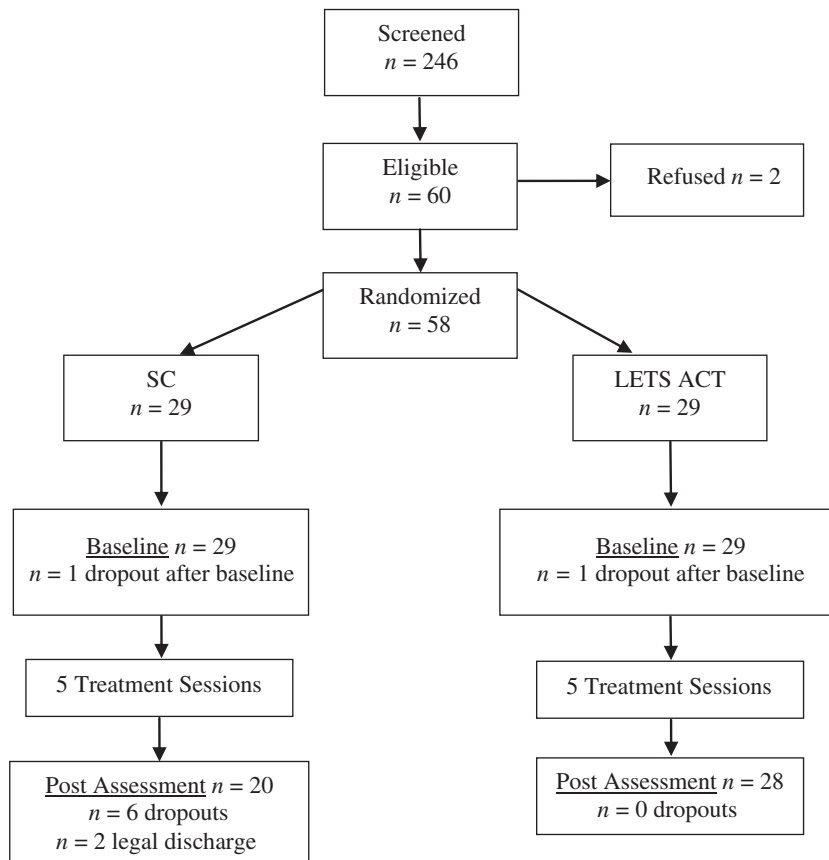 Screened
n = 246
Eligible
n = 60
Refused n = 2
Randomized
n = 58
SC
n = 29
LETS ACT
n = 29
Baseline n = 29
n = 1 dropout after baseline
Baseline n = 29
n = 1 dropout after baseline
5 Treatment Sessions
5 Treatment Sessions
Post Assessment n = 20
n = 6 dropouts
n = 2 legal discharge
Post Assessment n = 28
n = 0 dropouts